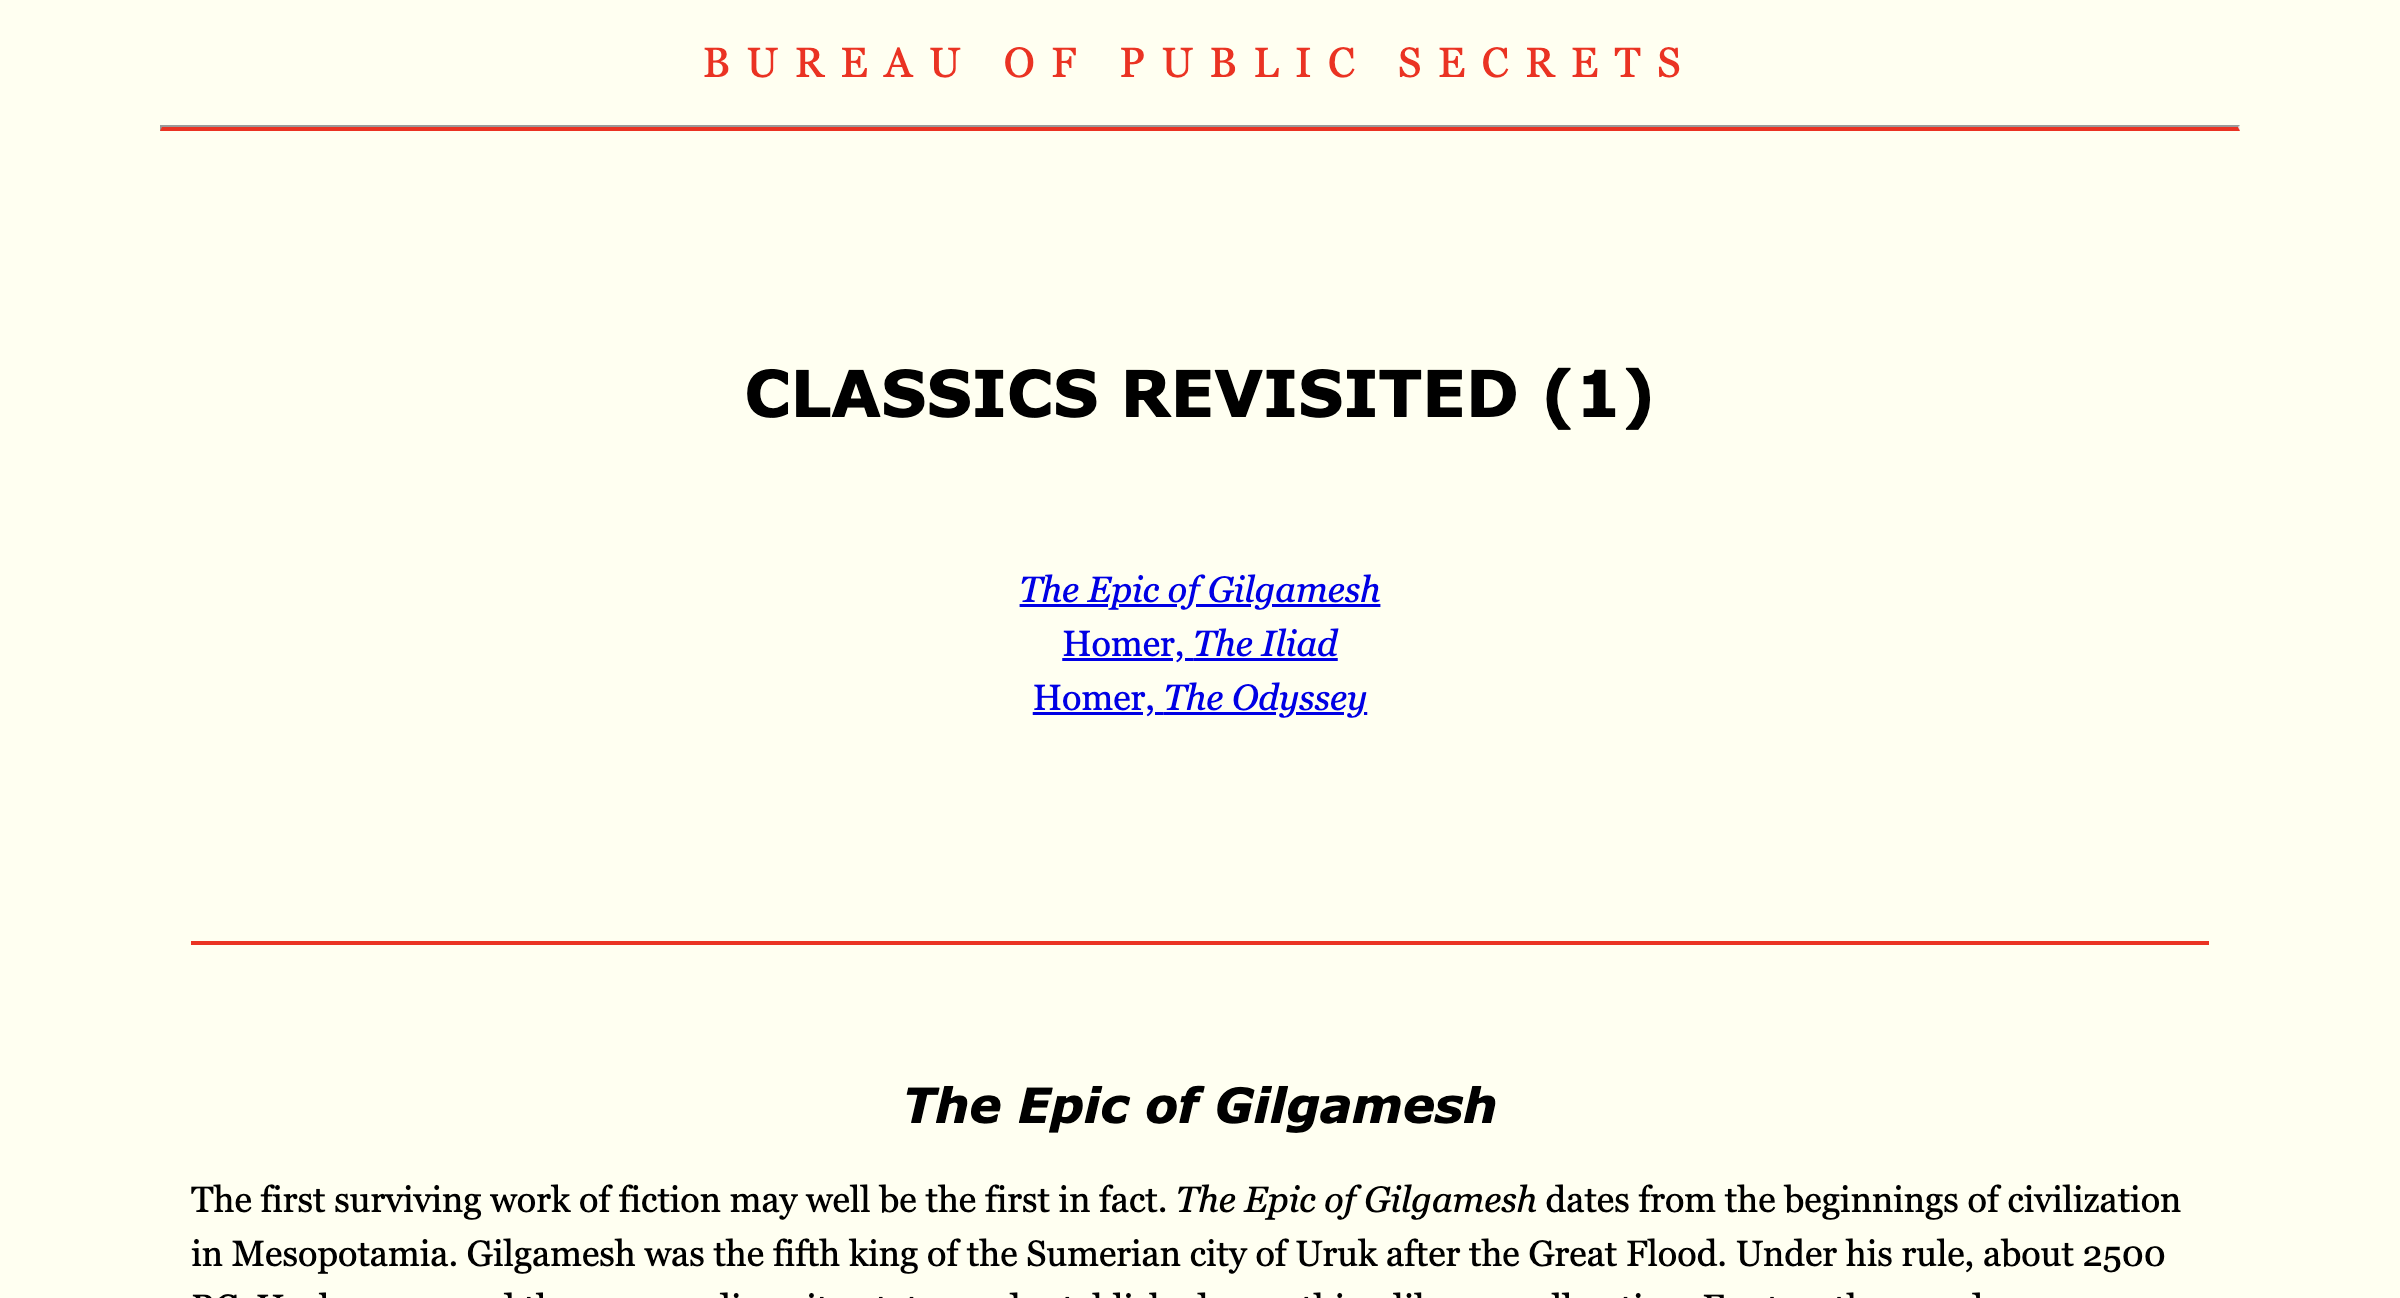 BUREAU OF PUBLIC SECRETS
CLASSICS REVISITED (1)
The Epic of Gilgamesh
Homer, The Iliad
Homer, The Odyssey
The Epic of Gilgamesh
The first surviving work of fiction may well be the first in fact. The Epic of Gilgamesh dates from the beginnings of civilization
in Mesopotamia. Gilgamesh was the fifth king of the Sumerian city of Uruk after the Great Flood. Under his rule, about 2500